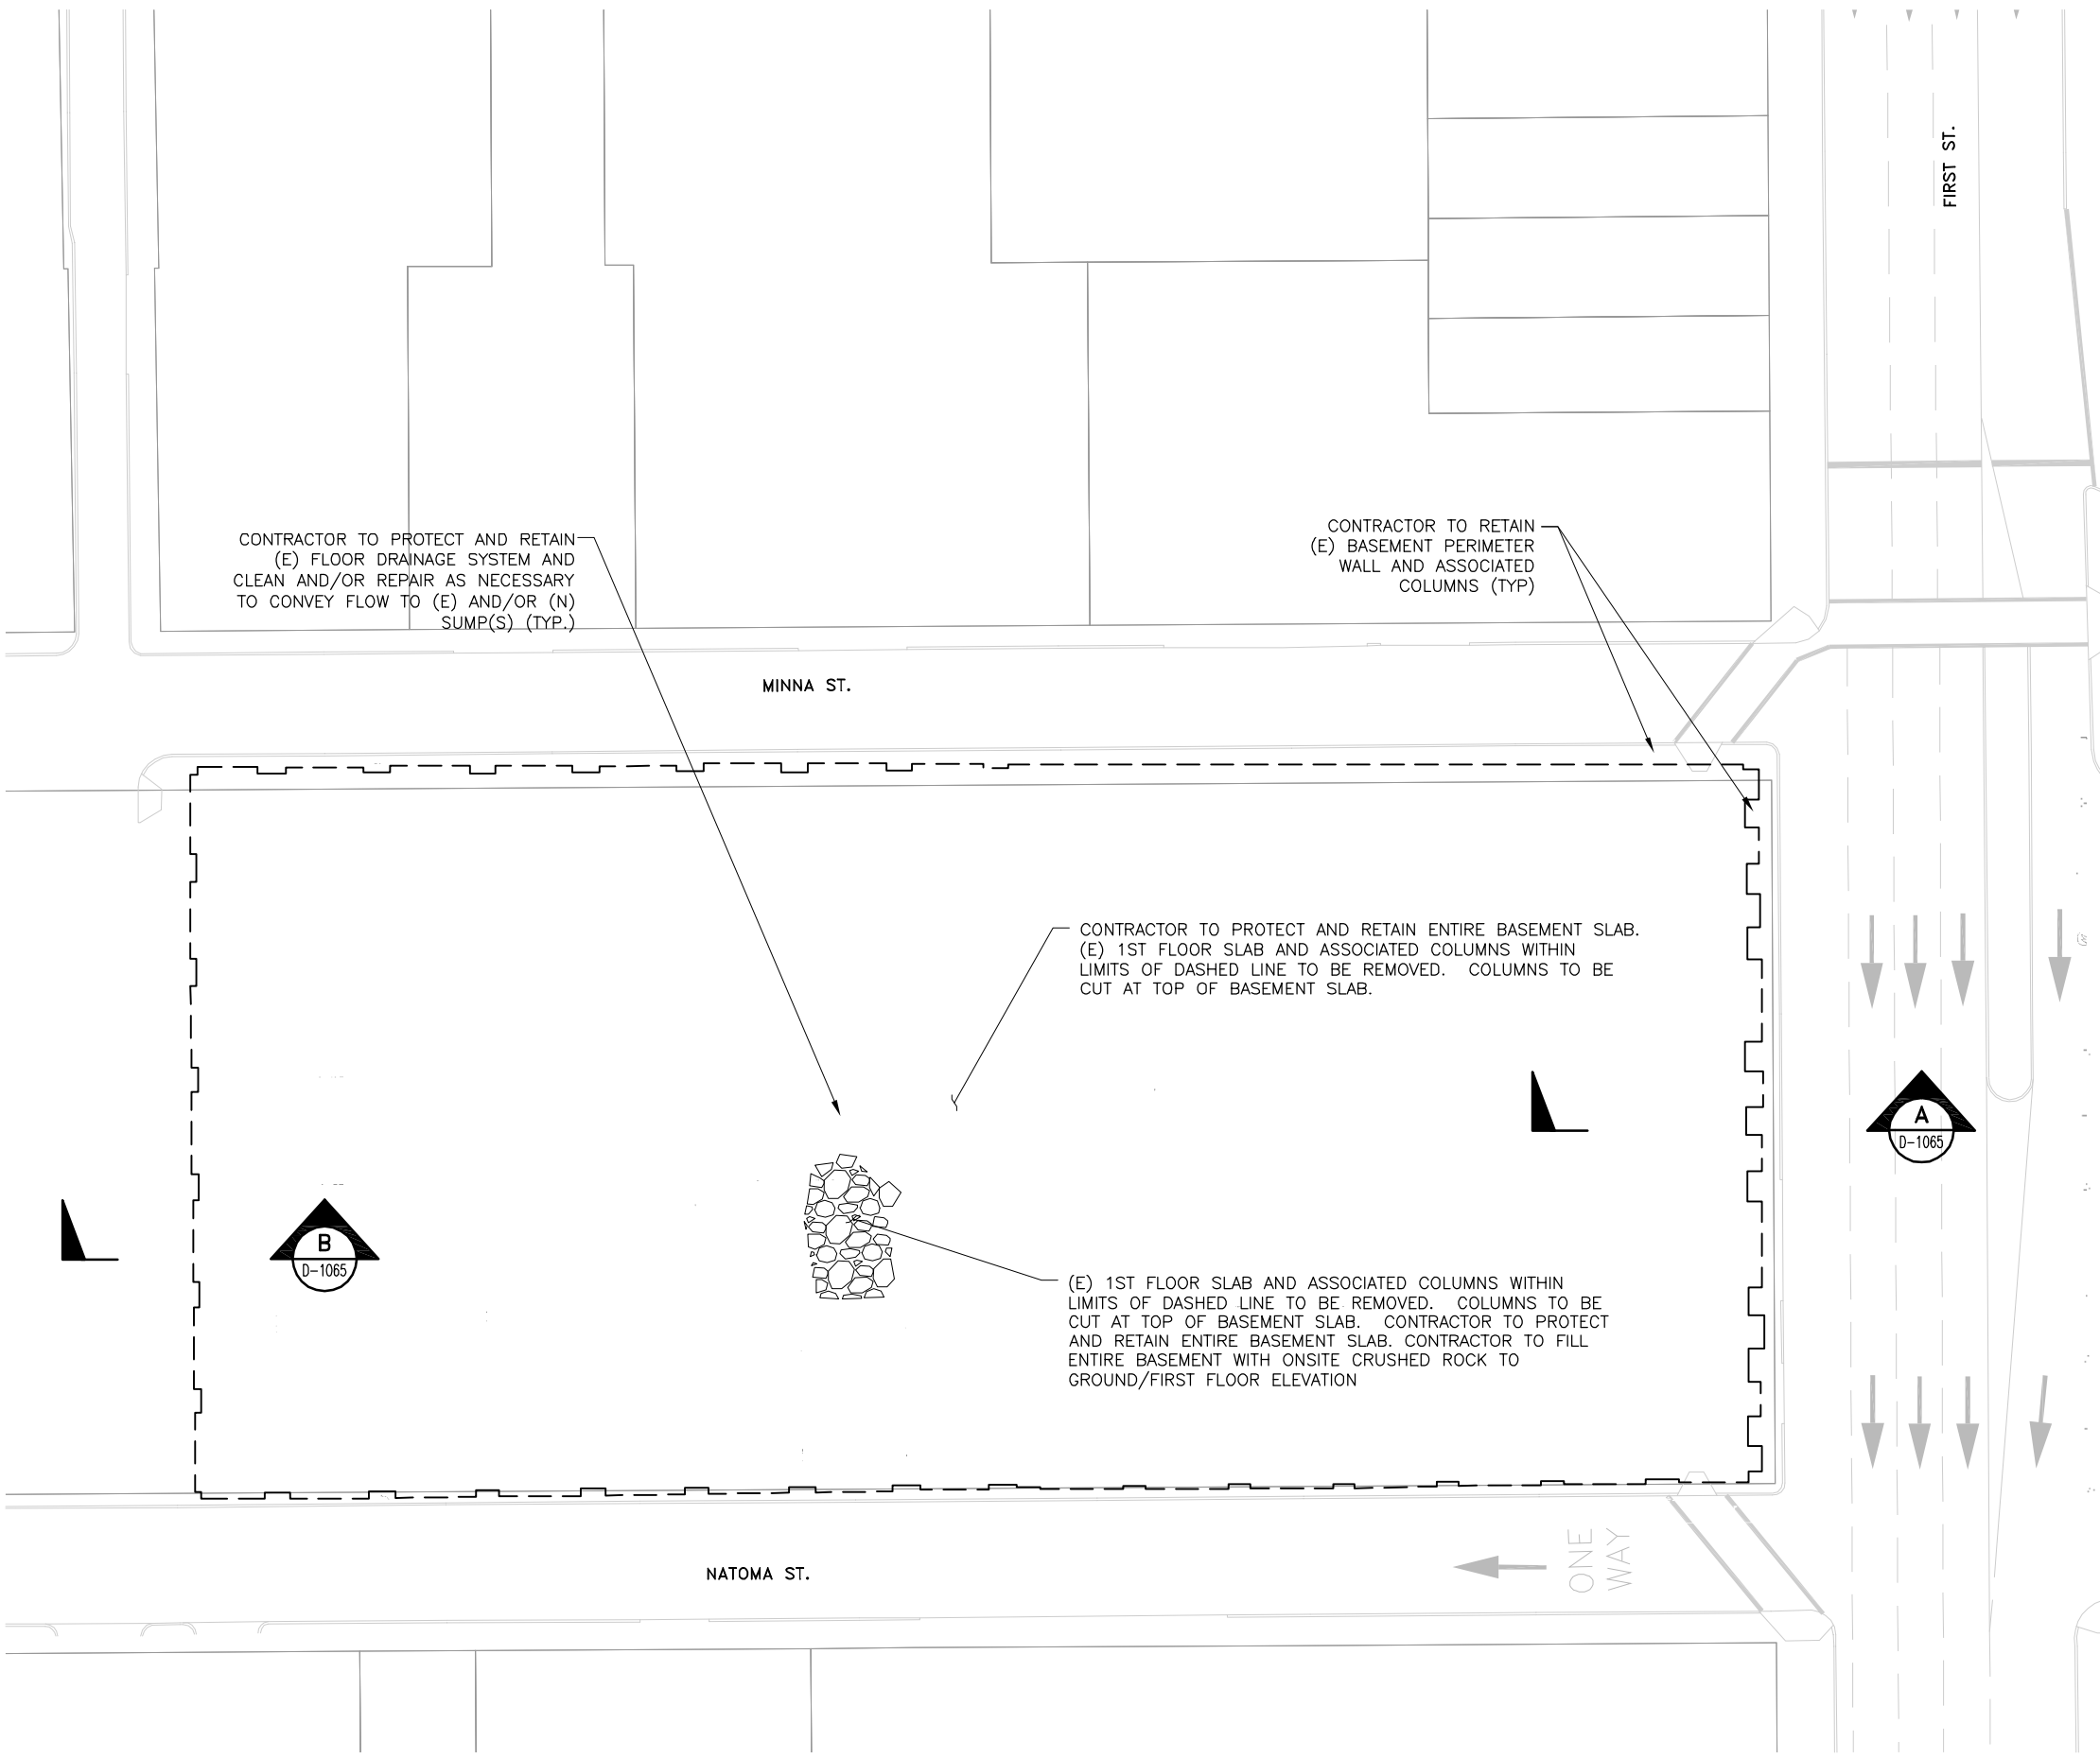 FIRST ST.
CONTRACTOR TO PROTECT AND RETAIN
(E) FLOOR DRAINAGE SYSTEM AND
CLEAN AND/OR REPAIR AS NECESSARY
TO CONVEY FLOW TO (E) AND/OR (N)
SUMP(S) (TYP.)
CONTRACTOR TO RETAIN
(E) BASEMENT PERIMETER
WALL AND ASSOCIATED
COLUMNS (TYP)
MINNA ST.
CONTRACTOR TO PROTECT AND RETAIN ENTIRE BASEMENT SLAB.
(E) 1ST FLOOR SLAB AND ASSOCIATED COLUMNS WITHIN
LIMITS OF DASHED LINE TO BE REMOVED. COLUMNS TO BE
CUT AT TOP OF BASEMENT SLAB.
A
D-1065
B
D-1065
(E) 1ST FLOOR SLAB AND ASSOCIATED COLUMNS WITHIN
LIMITS OF DASHED LINE TO BE REMOVED. COLUMNS TO BE
CUT AT TOP OF BASEMENT SLAB. CONTRACTOR TO PROTECT
AND RETAIN ENTIRE BASEMENT SLAB. CONTRACTOR TO FILL
ENTIRE BASEMENT WITH ONSITE CRUSHED ROCK TO
GROUND/FIRST FLOOR ELEVATION
ONE
WAY
NATOMA ST.